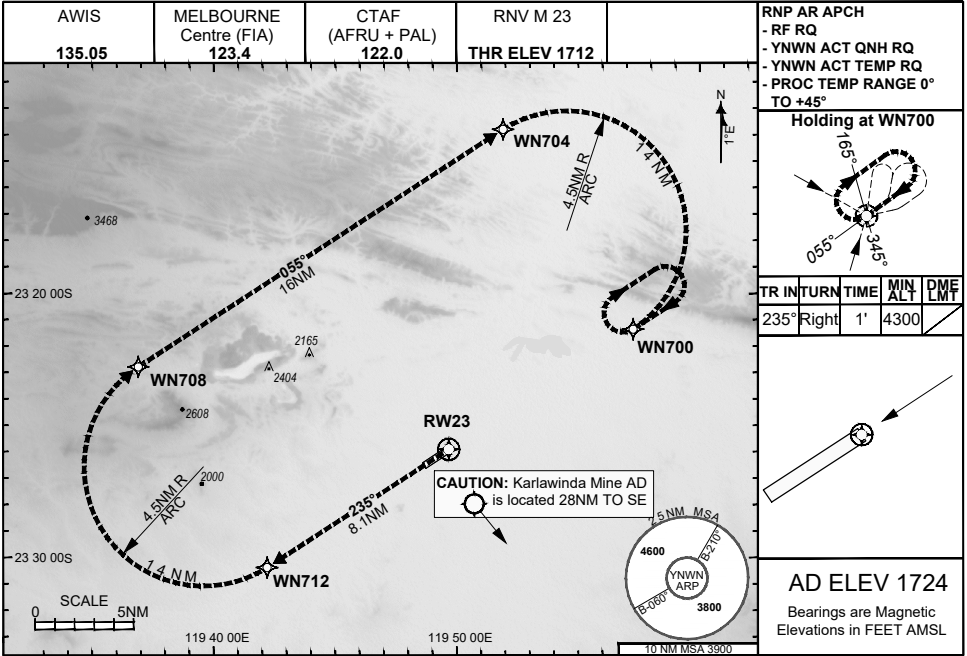 AWIS
135.05
MELBOURNE
Centre (FIA)
123.4
CTAF
(AFRU + PAL)
122.0
RNV M 23
THR ELEV 1712
RNP AR APCH
- RF RQ
- YNWN ACT QNH RQ
- YNWN ACT TEMP RQ
- PROC TEMP RANGE 0°
TO +45°
N
1°E
WN704
4.5NM R
ARC
14 NM
3468
055°
16NM
23 20 00S
WN700
2165
2404
WN708
2608
RW23
2000
4.5NM R
ARC
CAUTION: Karlawinda Mine AD
is located 28NM TO SE
235°
8.1NM
23 30 00S
14 NM
WN712
SCALE
0 5NM
119 40 00E
119 50 00E
25NM MSA
4600
B-210°
YNWN
ARP
B-060°
3800
10 NM MSA 3900
Holding at WN700
165°
055°
345°
TR IN TURN TIME MIN ALT DME LMT
235° Right 1' 4300
AD ELEV 1724
Bearings are Magnetic
Elevations in FEET AMSL